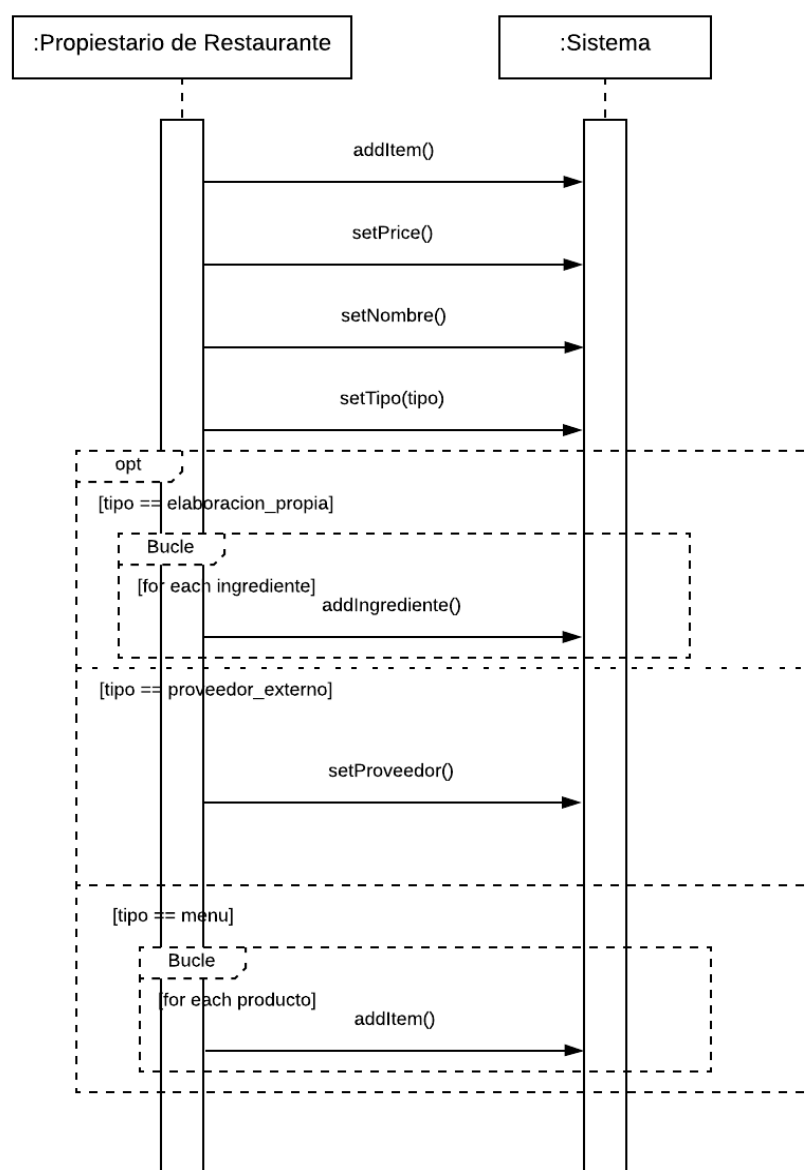 :Propiestario de Restaurante
:Sistema
addItem()
setPrice()
setNombre()
setTipo(tipo)
opt
[tipo == elaboracion_propia]
Bucle
[for each ingrediente]
addIngrediente()
[tipo == proveedor_externo]
setProveedor()
[tipo == menu]
Bucle
[for each producto]
addItem()